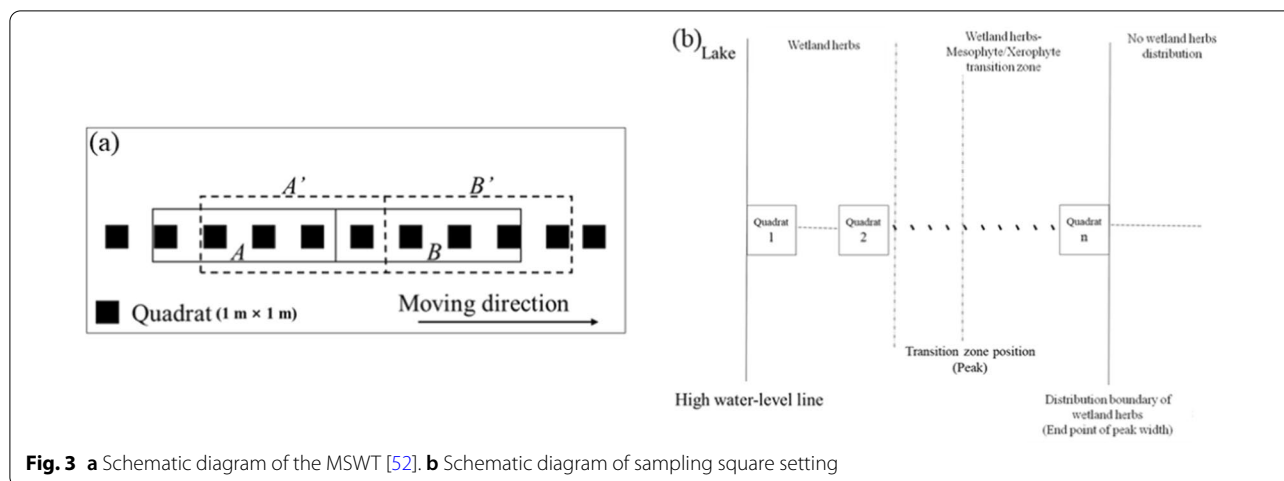 (a)
A’ B’
A B
Quadrat (1 m × 1 m)
Moving direction
(b)
Lake
Wetland herbs
Wetland herbs-
Mesophyte/Xerophyte
transition zone
No wetland herbs
distribution
Quadrat
1
Quadrat
2
Quadrat
n
Transition zone position
(Peak)
High water-level line
Distribution boundary of
wetland herbs
(End point of peak width)
Fig. 3 a Schematic diagram of the MSWT [52]. b Schematic diagram of sampling square setting